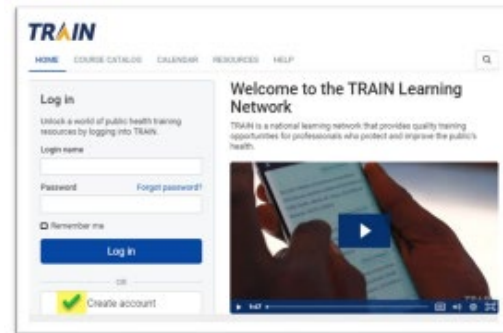 TRAIN
HOME COURSE CATALOG CALENDAR RESOURCES HELP
Log in
Unlock a world of public health training
resources by logging into TRAIN.
Login name
Password Forgot password?
Remember me
Log in
OR
Create account
Welcome to the TRAIN Learning
Network
TRAIN is a national learning network that provides quality training
opportunities for professionals who protect and improve the public's
health.
1:47